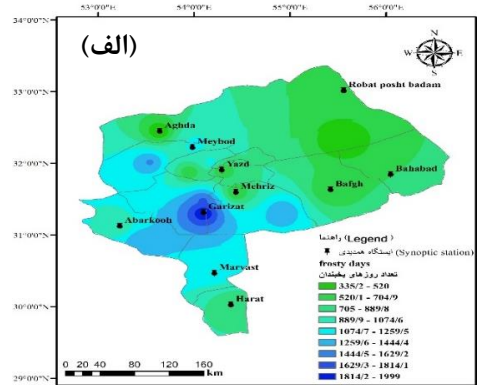 53°0'0"E
54°0'0"E
55°0'0"E
56°0'0"E
(الف)
N
W
E
S
34°0'0"N
33°0'0"N
32°0'0"N
31°0'0"N
30°0'0"N
29°0'0"N
Robat posht badam
Aghda
Meybod
Yazd
Mehriz
Bafgh
Bahabad
Garizat
Abarkooh
Marvast
Harat
راهنما (Legend)
ایستگاه همدیدی (Synoptic station)
frosty days
تعداد روزهای یخبندان
335/2 - 520
520/1 - 704/9
705 - 889/8
889/9 - 1074/6
1074/7 - 1259/5
1259/6 - 1444/4
1444/5 - 1629/2
1629/3 - 1814/1
1814/2 - 1999
0 20 40 80 120 160
km